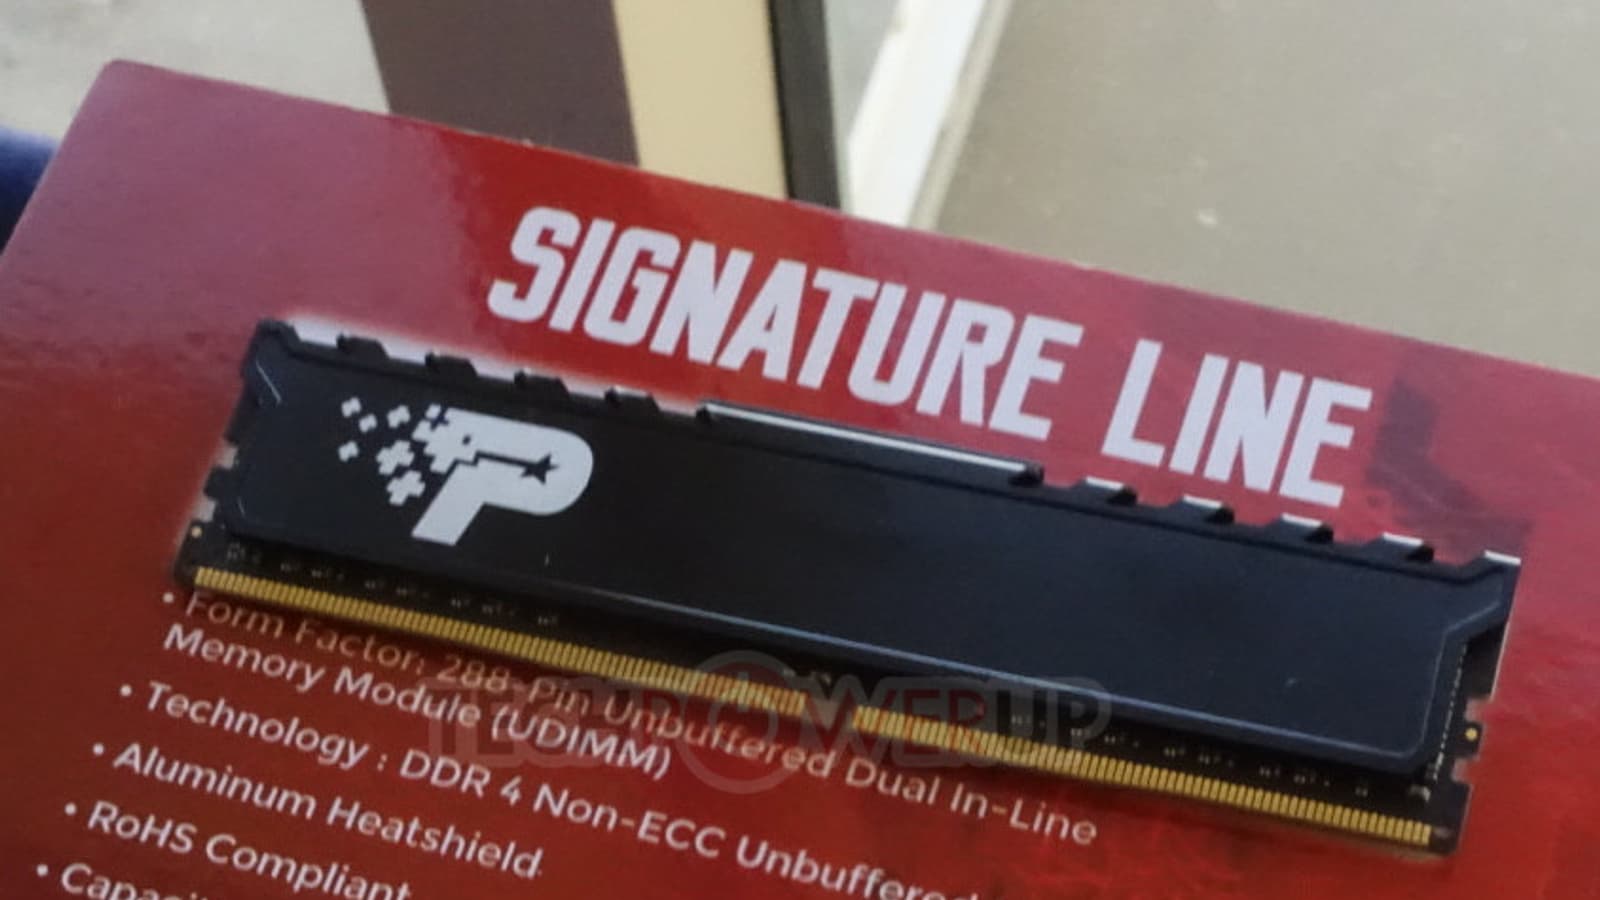 SIGNATURE LINE
P
• Form Factor: 288-Pin Unbuffered Dual In-Line
Memory Module (UDIMM)
• Technology : DDR 4 Non-ECC Unbuffered
• Aluminum Heatshield
• RoHS Compliant
TECHPOWERUP